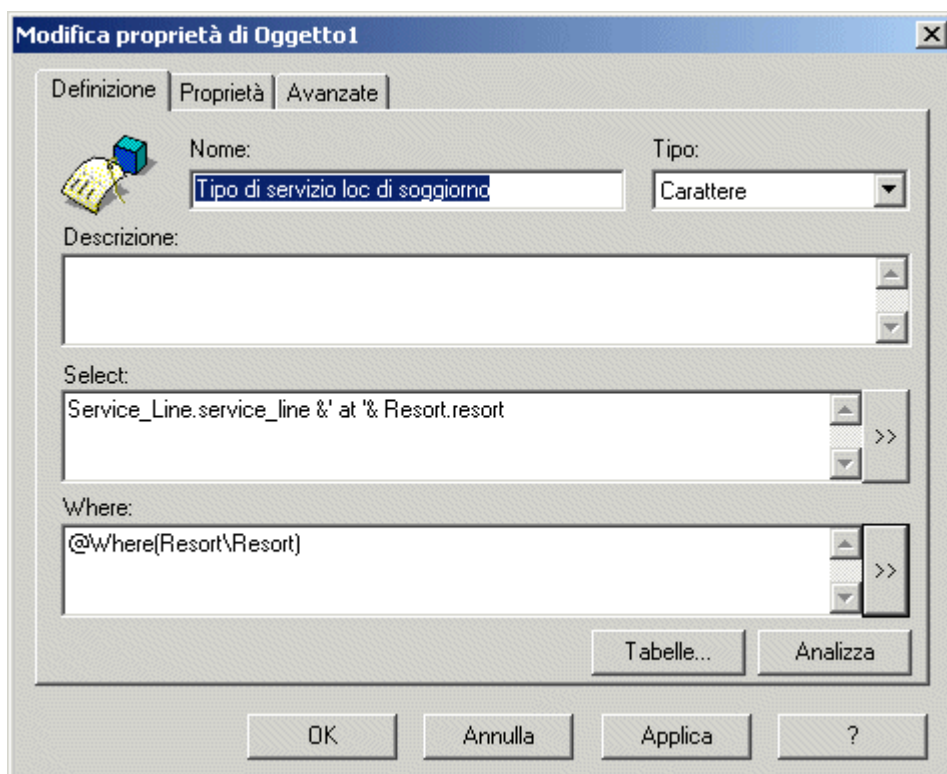 Modifica proprietà di Oggetto1
Definizione Proprietà Avanzate
Nome: Tipo:
Tipo di servizio loc di soggiorno Carattere
Descrizione:
Select:
Service_Line.service_line &' at '& Resort.resort
>>
Where:
@Where(Resort\Resort)
>>
Tabelle... Analizza
OK Annulla Applica ?